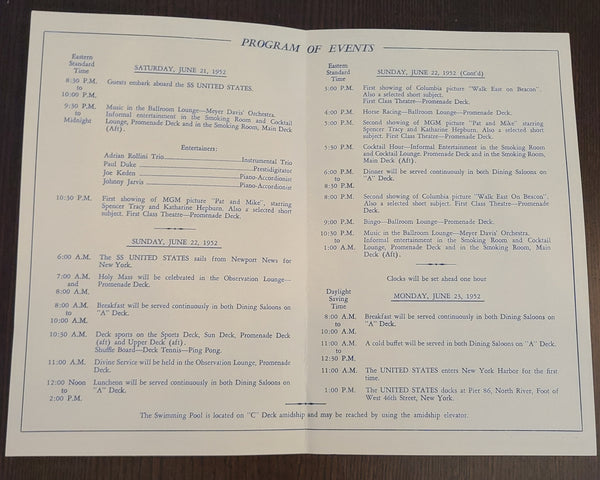 PROGRAM OF EVENTS
Eastern
Standard
Time
SATURDAY, JUNE 21, 1952
8:30 P.M.
to
10:00 P.M.
Guests embark aboard the SS UNITED STATES.
9:30 P.M.
to
Midnight
Music in the Ballroom Lounge—Meyer Davis' Orchestra.
Informal entertainment in the Smoking Room and Cocktail
Lounge, Promenade Deck and in the Smoking Room, Main Deck
(Aft).
Entertainers:
Adrian Rollini Trio Instrumental Trio
Paul Duke Prestidigitator
Joe Keden Piano-Accordionist
Johnny Jarvis Piano-Accordionist
10:30 P.M.
First showing of MGM picture "Pat and Mike", starring
Spencer Tracy and Katharine Hepburn. Also a selected short
subject. First Class Theatre—Promenade Deck.
SUNDAY, JUNE 22, 1952
6:00 A.M.
The SS UNITED STATES sails from Newport News for
New York.
7:00 A.M.
and
8:00 A.M.
Holy Mass will be celebrated in the Observation Lounge—
Promenade Deck.
8:00 A.M.
to
10:00 A.M.
Breakfast will be served continuously in both Dining Saloons on
"A" Deck.
10:30 A.M.
Deck sports on the Sports Deck, Sun Deck, Promenade Deck
(aft) and Upper Deck (aft).
Shuffle Board—Deck Tennis—Ping Pong.
11:00 A.M.
Divine Service will be held in the Observation Lounge, Promenade
Deck.
12:00 Noon
to
2:00 P.M.
Luncheon will be served continuously in both Dining Saloons on
"A" Deck.
Eastern
Standard
Time
SUNDAY, JUNE 22, 1952 (Cont'd)
3:00 P.M.
First showing of Columbia picture "Walk East on Beacon".
Also a selected short subject.
First Class Theatre—Promenade Deck.
4:00 P.M.
Horse Racing—Ballroom Lounge—Promenade Deck.
5:00 P.M.
Second showing of MGM picture "Pat and Mike" starring
Spencer Tracy and Katharine Hepburn. Also a selected short
subject. First Class Theatre—Promenade Deck.
5:30 P.M.
Cocktail Hour—Informal Entertainment in the Smoking Room
and Cocktail Lounge, Promenade Deck and in the Smoking Room,
Main Deck (Aft).
6:00 P.M.
to
8:30 P.M.
Dinner will be served continuously in both Dining Saloons on
"A" Deck.
8:00 P.M.
Second showing of Columbia picture "Walk East On Beacon".
Also a selected short subject. First Class Theatre—Promenade
Deck.
9:00 P.M.
Bingo—Ballroom Lounge—Promenade Deck.
10:30 P.M.
to
1:00 A.M.
Music in the Ballroom Lounge—Meyer Davis' Orchestra.
Informal entertainment in the Smoking Room and Cocktail
Lounge, Promenade Deck and in the Smoking Room, Main Deck
(Aft).
Clocks will be set ahead one hour
Daylight
Saving
Time
MONDAY, JUNE 23, 1952
8:00 A.M.
to
10:00 A.M.
Breakfast will be served continuously in both Dining Saloons on
"A" Deck.
11:00 A.M.
to
12:30 P.M.
A cold buffet will be served in both Dining Saloons on "A" Deck.
11:00 A.M.
The UNITED STATES enters New York Harbor for the first
time.
1:00 P.M.
The UNITED STATES docks at Pier 86, North River, Foot of
West 46th Street, New York.
The Swimming Pool is located on "C" Deck amidship and may be reached by using the amidship elevator.